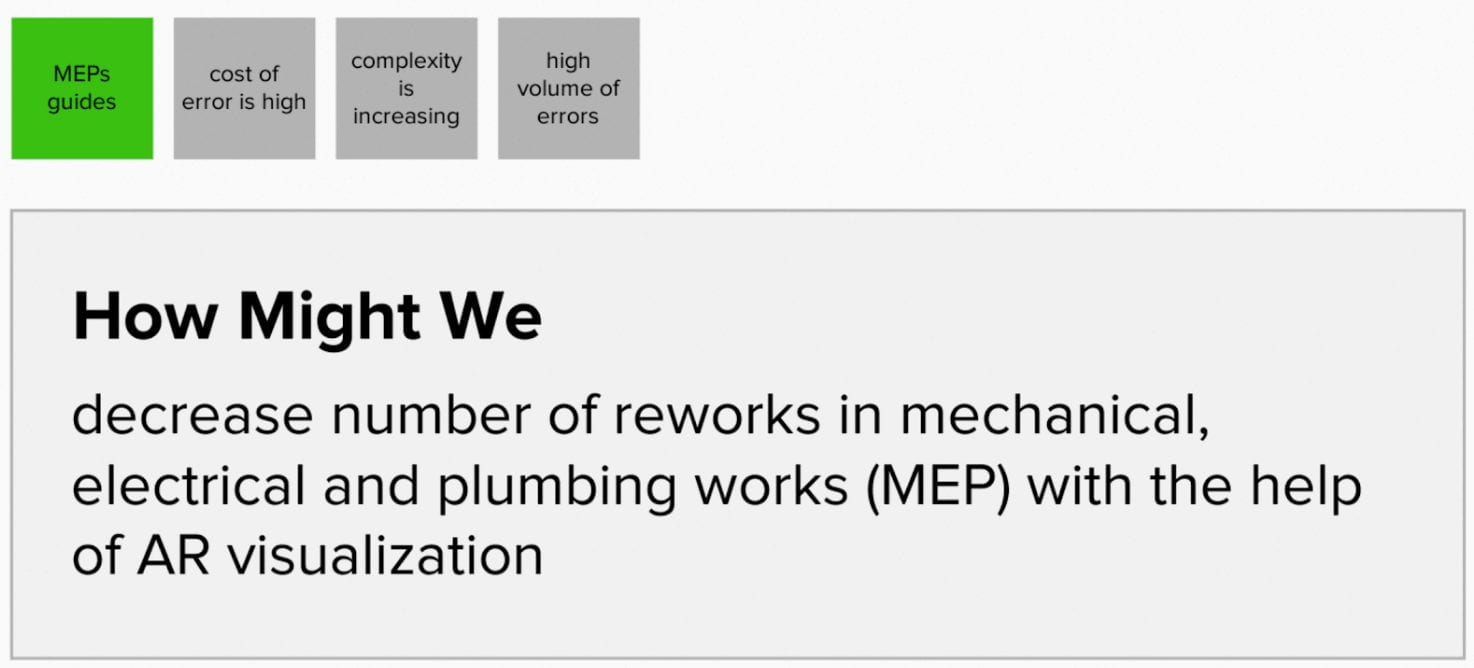 MEPs
guides
cost of
error is high
complexity
is
increasing
high
volume of
errors
How Might We
decrease number of reworks in mechanical,
electrical and plumbing works (MEP) with the help
of AR visualization